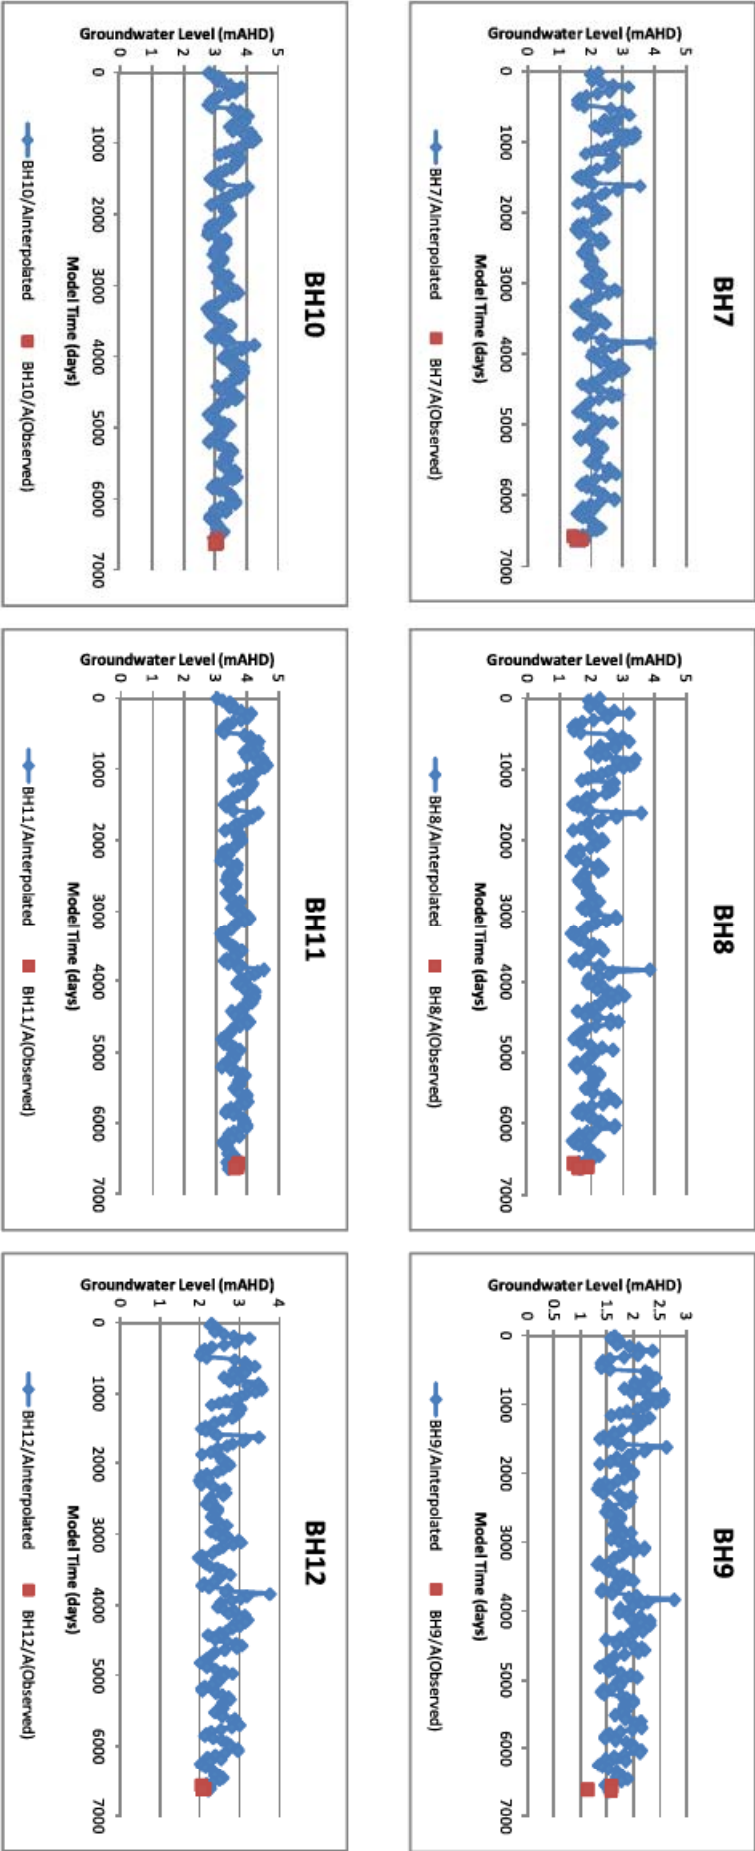 BH7
Groundwater Level (mAHD)
5
4
3
2
1
0
0 1000 2000 3000 4000 5000 6000 7000
Model Time (days)
BH7/AInterpolated BH7/A(Observed)
BH8
Groundwater Level (mAHD)
5
4
3
2
1
0
0 1000 2000 3000 4000 5000 6000 7000
Model Time (days)
BH8/AInterpolated BH8/A(Observed)
BH9
Groundwater Level (mAHD)
3
2.5
2
1.5
1
0.5
0
0 1000 2000 3000 4000 5000 6000 7000
Model Time (days)
BH9/AInterpolated BH9/A(Observed)
BH10
Groundwater Level (mAHD)
5
4
3
2
1
0
0 1000 2000 3000 4000 5000 6000 7000
Model Time (days)
BH10/AInterpolated BH10/A(Observed)
BH11
Groundwater Level (mAHD)
5
4
3
2
1
0
0 1000 2000 3000 4000 5000 6000 7000
Model Time (days)
BH11/AInterpolated BH11/A(Observed)
BH12
Groundwater Level (mAHD)
4
3
2
1
0
0 1000 2000 3000 4000 5000 6000 7000
Model Time (days)
BH12/AInterpolated BH12/A(Observed)